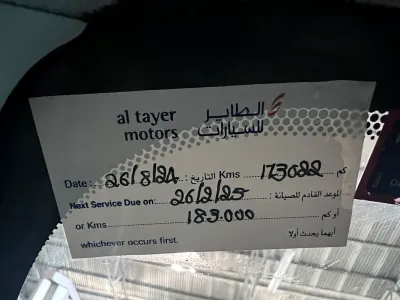 al tayer
motors
الطاير
للسيارات
Date: 26/8/24 التاريخ: Kms 173022 كم
Next Service Due on: 26/2/25 الموعد القادم للصيانة:
or Kms 183.000 أو كم
whichever occurs first. أيهما يحدث أولا